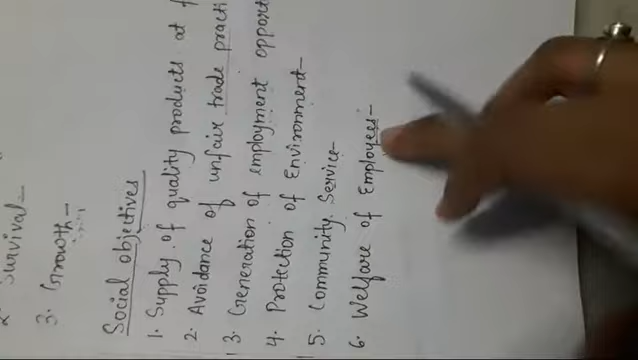 2. Survival -
3. Growth -
Social objectives
1. Supply of quality products at
2. Avoidance of unfair trade practi
3. Generation of employment opport
4. Protection of Environment -
5. Community Service -
6. Welfare of Employees -